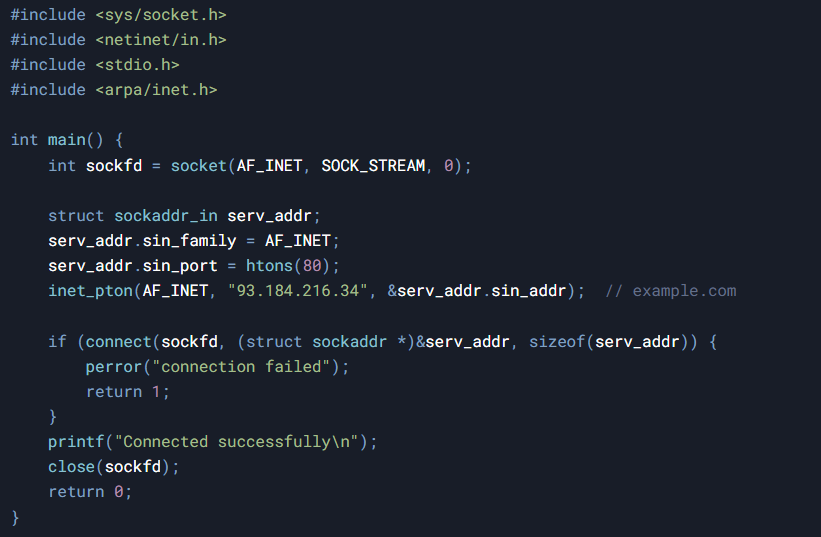 #include <sys/socket.h>
#include <netinet/in.h>
#include <stdio.h>
#include <arpa/inet.h>

int main() {
    int sockfd = socket(AF_INET, SOCK_STREAM, 0);

    struct sockaddr_in serv_addr;
    serv_addr.sin_family = AF_INET;
    serv_addr.sin_port = htons(80);
    inet_pton(AF_INET, "93.184.216.34", &serv_addr.sin_addr);  // example.com

    if (connect(sockfd, (struct sockaddr *)&serv_addr, sizeof(serv_addr)) {
        perror("connection failed");
        return 1;
    }
    printf("Connected successfully\n");
    close(sockfd);
    return 0;
}